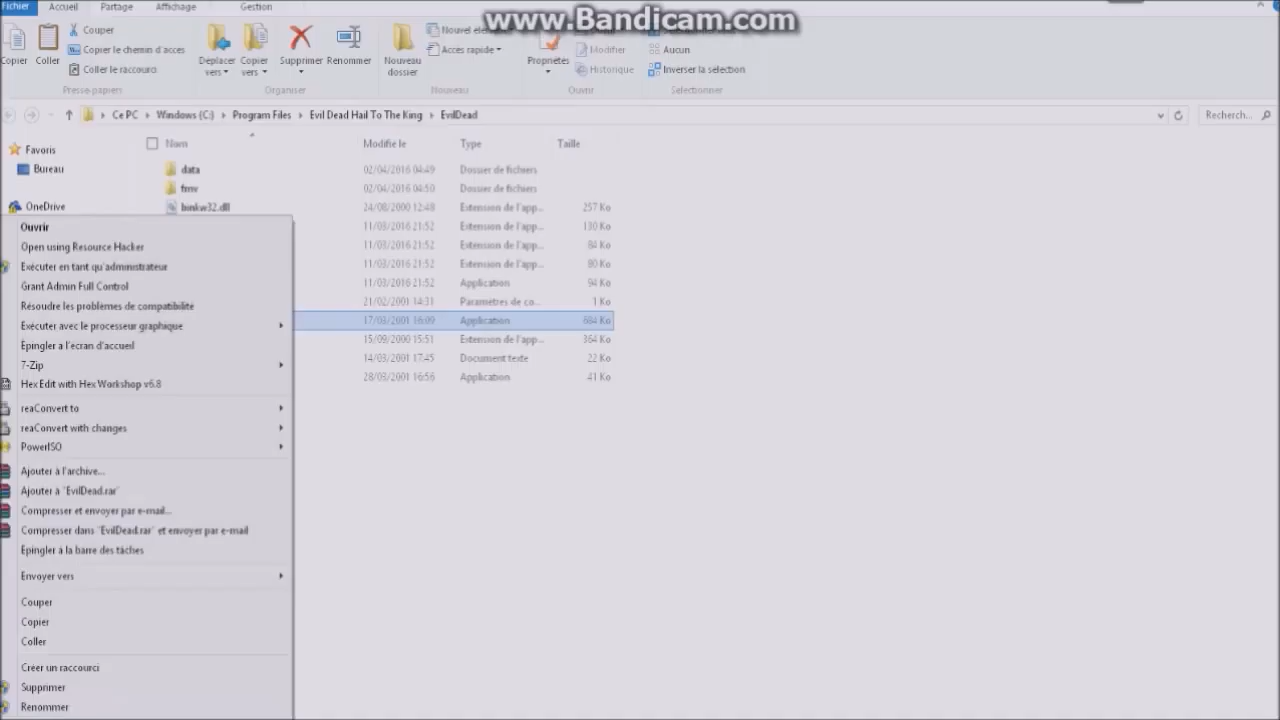 www.Bandicam.com
Fichier Accueil Partage Affichage Gestion
Copier
Coller
Couper
Copier le chemin d'acces
Coller le raccourci
Déplacer vers
Copier vers
Supprimer
Renommer
Nouveau dossier
Nouvel
Accès rapide
Propriétés
Modifier
Historique
Aucun
Inverser la sélection
Presse-papiers Organiser Nouveau Ouvrir Sélectionner
Ce PC Windows (C:) Program Files Evil Dead Hail To The King EvilDead Recherch...
Nom Modifié le Type Taille
Favoris
Bureau
OneDrive
data 02/04/2016 04:49 Dossier de fichiers
fmv 02/04/2016 04:50 Dossier de fichiers
binkw32.dll 24/08/2000 12:48 Extension de l'app... 257 Ko
11/03/2016 21:52 Extension de l'app... 130 Ko
11/03/2016 21:52 Extension de l'app... 84 Ko
11/03/2016 21:52 Extension de l'app... 80 Ko
11/03/2016 21:52 Application 94 Ko
21/02/2001 14:31 Paramètres de co... 1 Ko
17/03/2001 16:09 Application 684 Ko
15/09/2000 15:51 Extension de l'app... 364 Ko
14/03/2001 17:45 Document texte 22 Ko
28/03/2001 16:56 Application 41 Ko
Ouvrir
Open using Resource Hacker
Exécuter en tant qu'administrateur
Grant Admin Full Control
Résoudre les problèmes de compatibilité
Exécuter avec le processeur graphique
Épingler à l'écran d'accueil
7-Zip
Hex Edit with Hex Workshop v6.8
reaConvert to
reaConvert with changes
PowerISO
Ajouter à l'archive...
Ajouter à "EvilDead.rar"
Compresser et envoyer par e-mail...
Compresser dans "EvilDead.rar" et envoyer par e-mail
Épingler à la barre des tâches
Envoyer vers
Couper
Copier
Coller
Créer un raccourci
Supprimer
Renommer